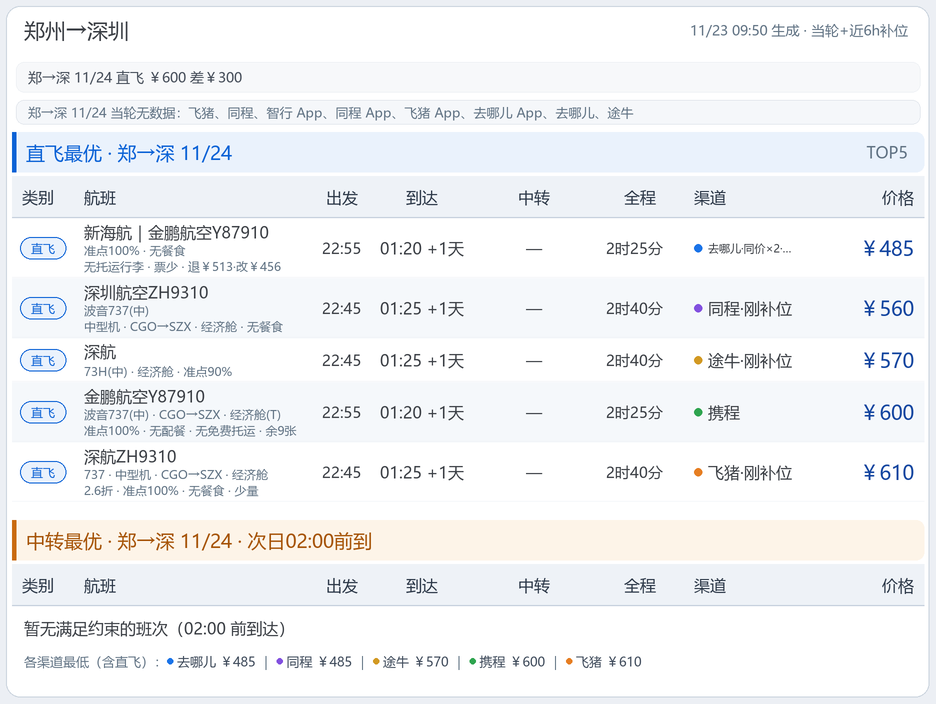 郑州→深圳
11/23 09:50 生成 · 当轮+近6h补位
郑→深 11/24 直飞 ¥600 差¥300
郑→深 11/24 当轮无数据：飞猪、同程、智行 App、同程 App、飞猪 App、去哪儿 App、去哪儿、途牛
直飞最优 · 郑→深 11/24
TOP5
类别 航班 出发 到达 中转 全程 渠道 价格
新海航｜金鹏航空Y87910
准点100% · 无餐食
直飞 22:55 01:20 +1天 — 2时25分 去哪儿·同价×2·... ¥485
无托运行李 · 票少 · 退¥513·改¥456
深圳航空ZH9310
波音737(中)
直飞 22:45 01:25 +1天 — 2时40分 同程·刚补位 ¥560
中型机 · CGO→SZX · 经济舱 · 无餐食
深航
直飞 22:45 01:25 +1天 — 2时40分 途牛·刚补位 ¥570
73H(中) · 经济舱 · 准点90%
金鹏航空Y87910
波音737(中) · CGO→SZX · 经济舱(T)
直飞 22:55 01:20 +1天 — 2时25分 携程 ¥600
准点100% · 无配餐 · 无免费托运 · 余9张
深航ZH9310
737 · 中型机 · CGO→SZX · 经济舱
直飞 22:45 01:25 +1天 — 2时40分 飞猪·刚补位 ¥610
2.6折 · 准点100% · 无餐食 · 少量
中转最优 · 郑→深 11/24 · 次日02:00前到
类别 航班 出发 到达 中转 全程 渠道 价格
暂无满足约束的班次（02:00 前到达）
各渠道最低（含直飞）: 去哪儿 ¥485 | 同程 ¥485 | 途牛 ¥570 | 携程 ¥600 | 飞猪 ¥610